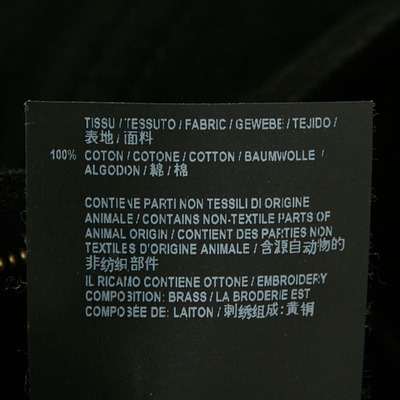 TISSU / TESSUTO / FABRIC / GEWEBE / TEJIDO /
表地 / 面料
100% COTON / COTONE / COTTON / BAUMWOLLE /
ALGODON / 綿 / 棉
CONTIENE PARTI NON TESSILI DI ORIGINE
ANIMALE / CONTAINS NON-TEXTILE PARTS OF
ANIMAL ORIGIN / CONTIENT DES PARTIES NON
TEXTILES D'ORIGINE ANIMALE / 含源自动物的
非纺织部件
IL RICAMO CONTIENE OTTONE / EMBROIDERY
COMPOSITION: BRASS / LA BRODERIE EST
COMPOSÉE DE: LAITON / 刺绣组成: 黄铜